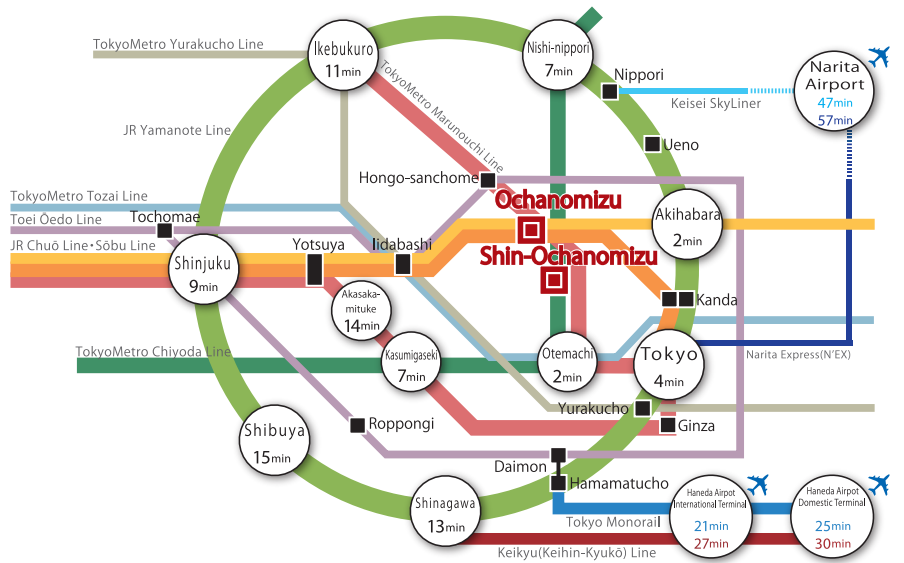 TokyoMetro Yurakucho Line
Ikebukuro
11min
Nishi-nippori
7min
Nippori
Narita
Airport
47min
57min
Keisei SkyLiner
TokyoMetro Marunouchi Line
JR Yamanote Line
Ueno
Hongo-sanchome
TokyoMetro Tozai Line
Toei Ōedo Line
Tochomae
JR Chuō Line・Sōbu Line
Ochanomizu
Akihabara
2min
Shinjuku
9min
Yotsuya
Iidabashi
Shin-Ochanomizu
Akasaka-
mituke
14min
Kanda
TokyoMetro Chiyoda Line
Kasumigaseki
7min
Otemachi
2min
Tokyo
4min
Narita Express(N'EX)
Yurakucho
Ginza
Roppongi
Shibuya
15min
Daimon
Hamamatucho
Shinagawa
13min
Tokyo Monorail
Keikyu(Keihin-Kyukō) Line
Haneda Airpot
International Terminal
21min
27min
Haneda Airpot
Domestic Terminal
25min
30min